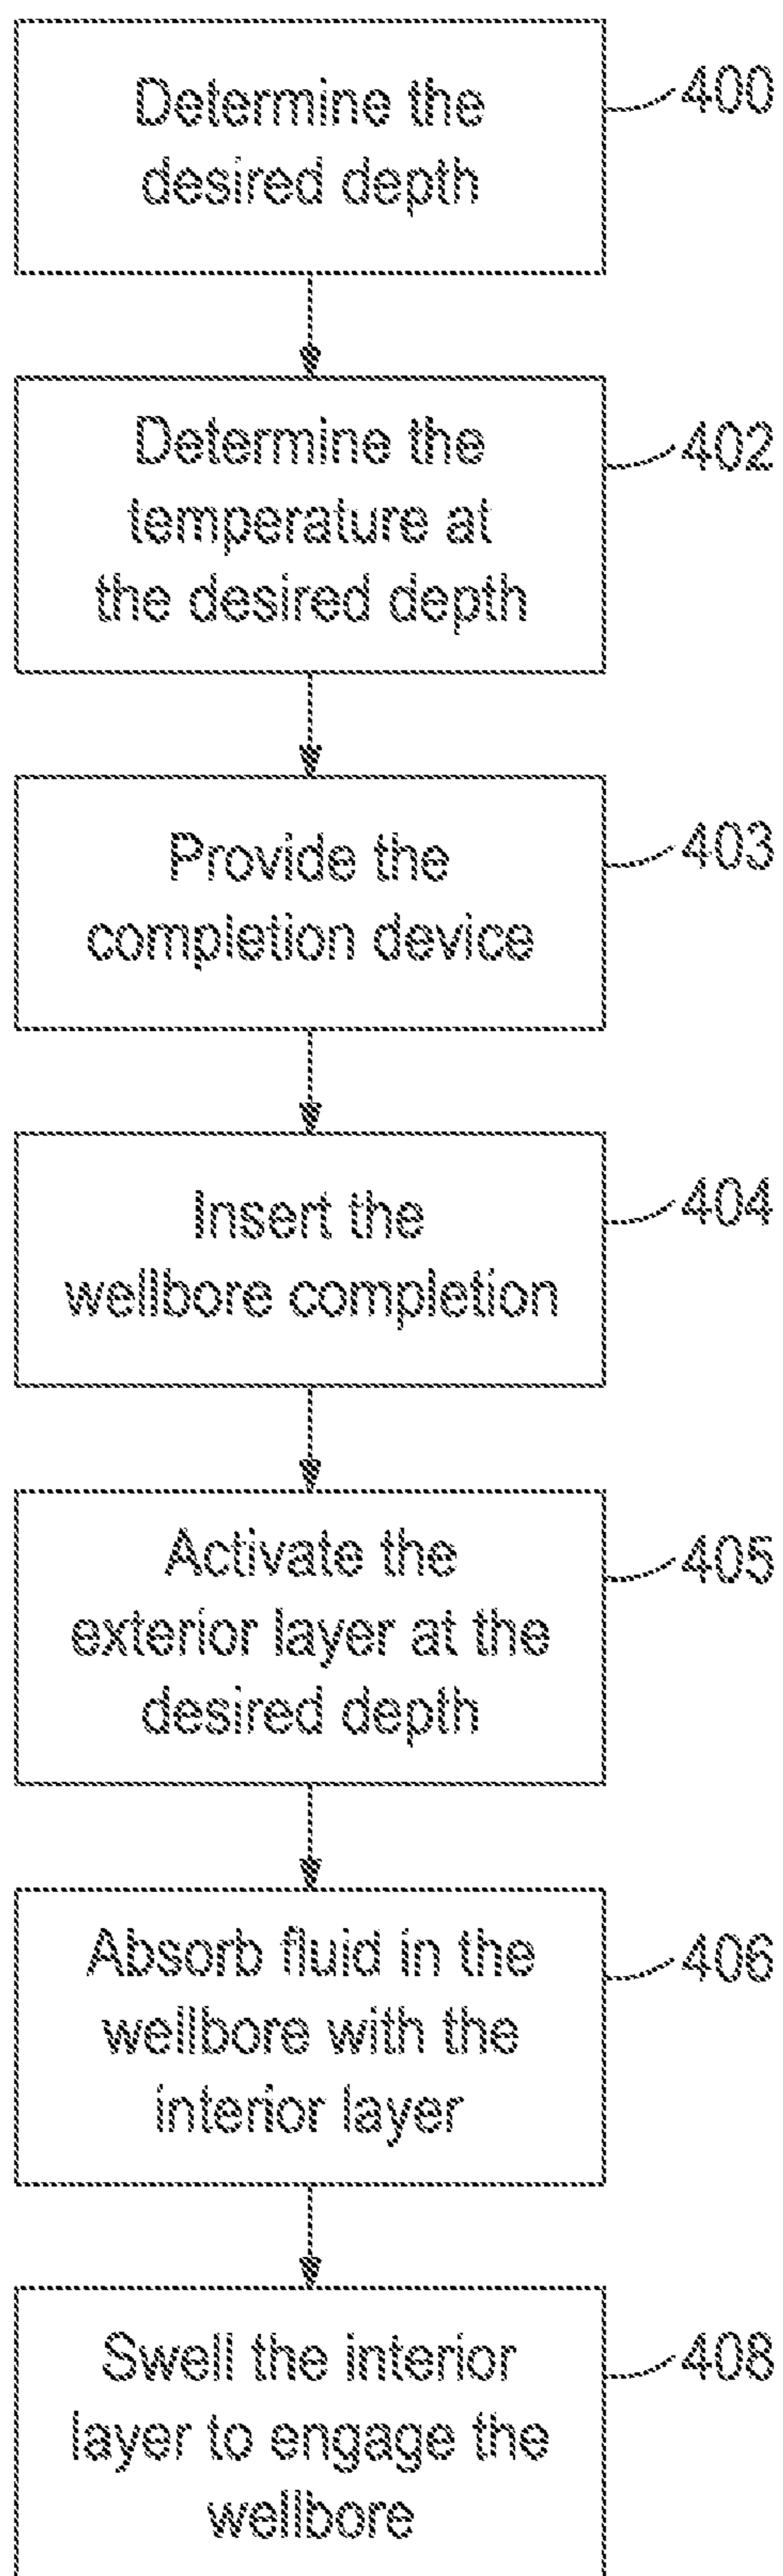 Determine the
desired depth
400
Determine the
temperature at
the desired depth
402
Provide the
completion device
403
Insert the
wellbore completion
404
Activate the
exterior layer at the
desired depth
405
Absorb fluid in the
wellbore with the
interior layer
406
Swell the interior
layer to engage the
wellbore
408